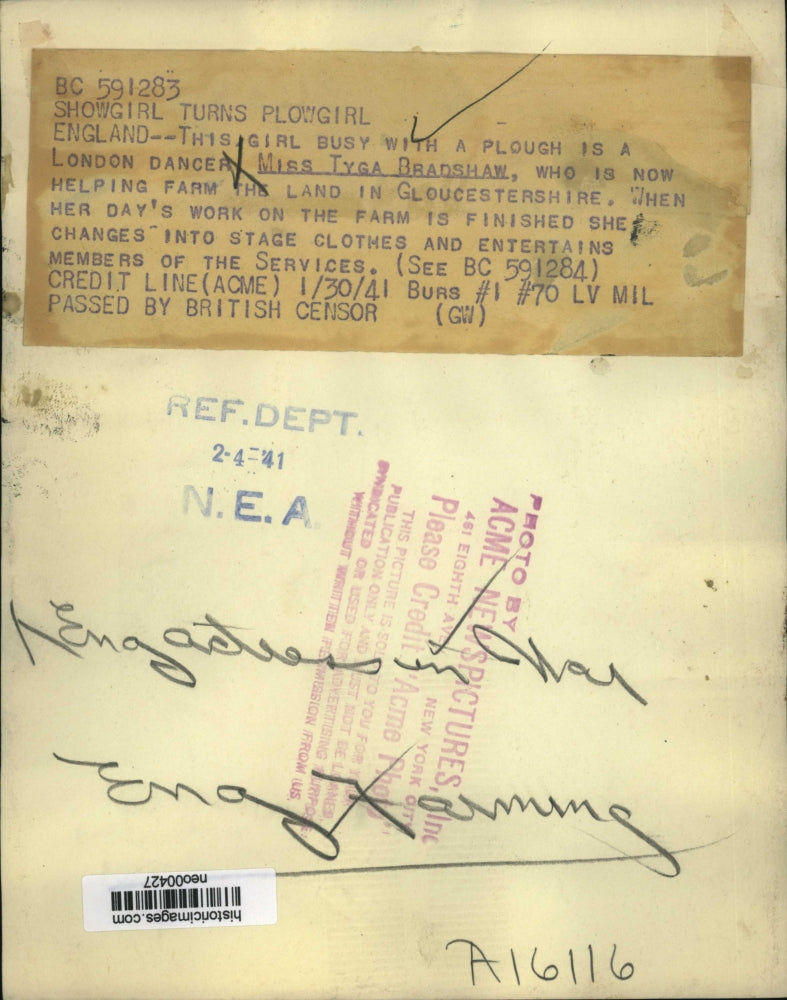 BC 591283
SHOWGIRL TURNS PLOWGIRL
ENGLAND--THIS GIRL BUSY WITH A PLOUGH IS A
LONDON DANCER, MISS TYGA BRADSHAW, WHO IS NOW
HELPING FARM THE LAND IN GLOUCESTERSHIRE. WHEN
HER DAY'S WORK ON THE FARM IS FINISHED SHE
CHANGES INTO STAGE CLOTHES AND ENTERTAINS
MEMBERS OF THE SERVICES. (SEE BC 591284)
CREDIT LINE(ACME) 1/30/41 BURS #1 #70 LV MIL
PASSED BY BRITISH CENSOR (GW)
REF.DEPT.
2-4-'41
N.E.A.
PHOTO BY
ACME NEWSPICTURES, Inc
461 EIGHTH AVE NEW YORK CITY
Please Credit "Acme Photo"
THIS PICTURE IS SOLD TO YOU FOR YOUR
PUBLICATION ONLY AND MUST NOT BE LOANED,
SYNDICATED OR USED FOR ADVERTISING PURPOSES
WITHOUT WRITTEN PERMISSION FROM US.
Eng actress in War
Eng Farming
historicimages.com
neo000427
A16116